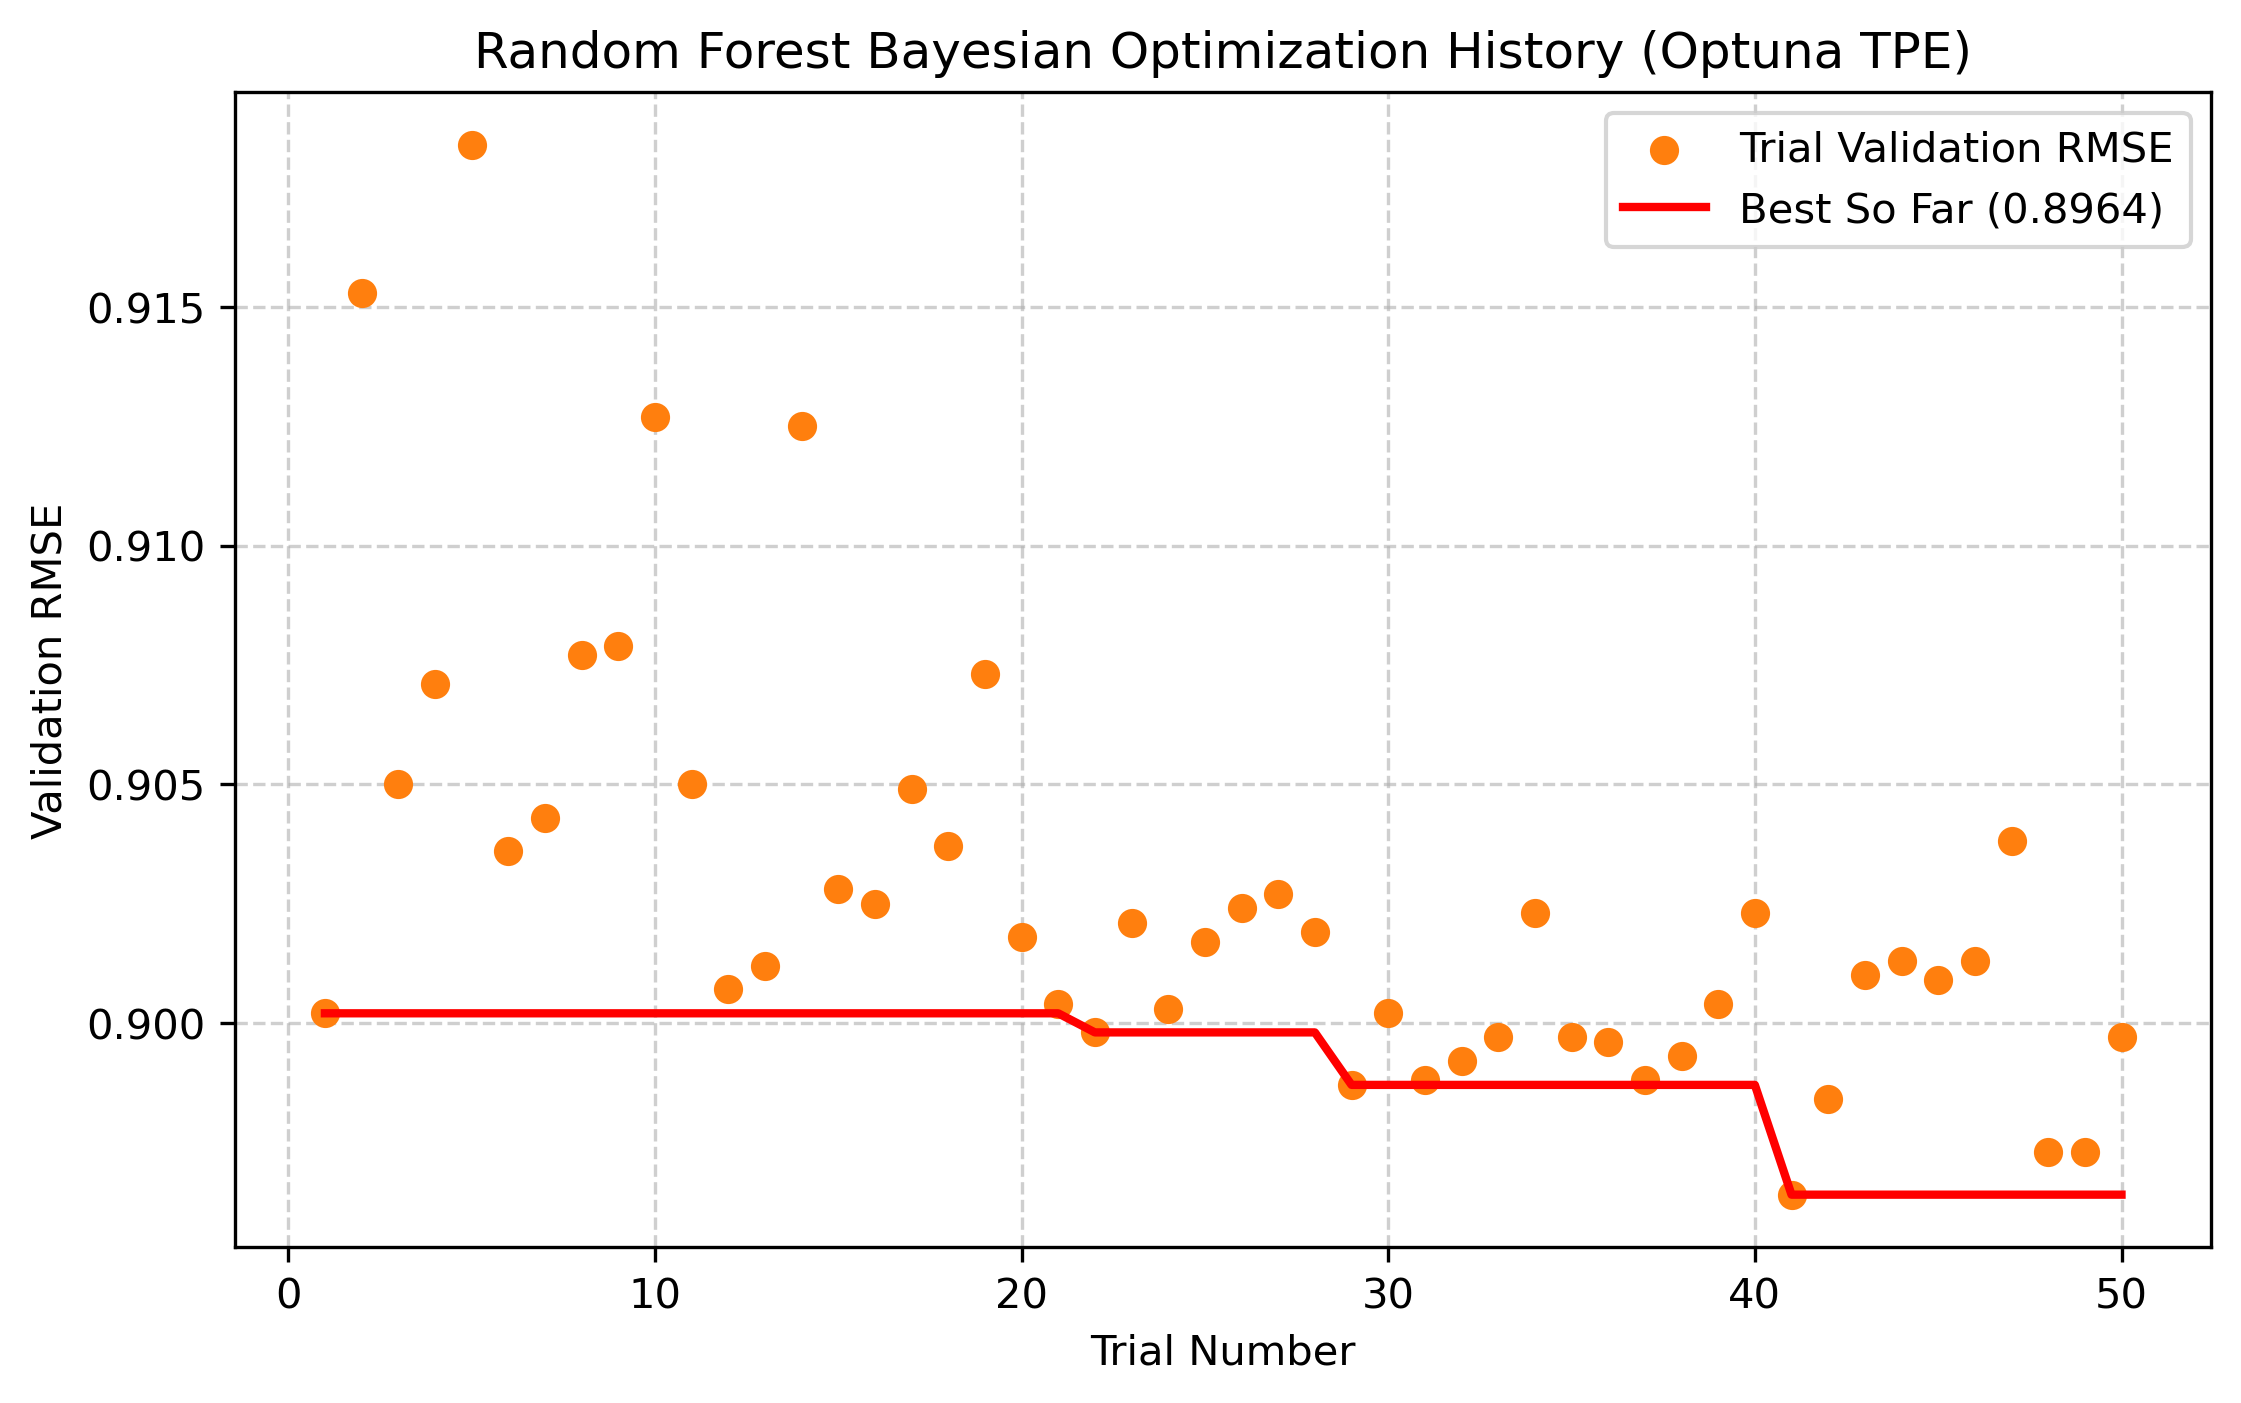 Random Forest Bayesian Optimization History (Optuna TPE)
Trial Validation RMSE
Best So Far (0.8964)
Validation RMSE
0.915
0.910
0.905
0.900
0 10 20 30 40 50
Trial Number